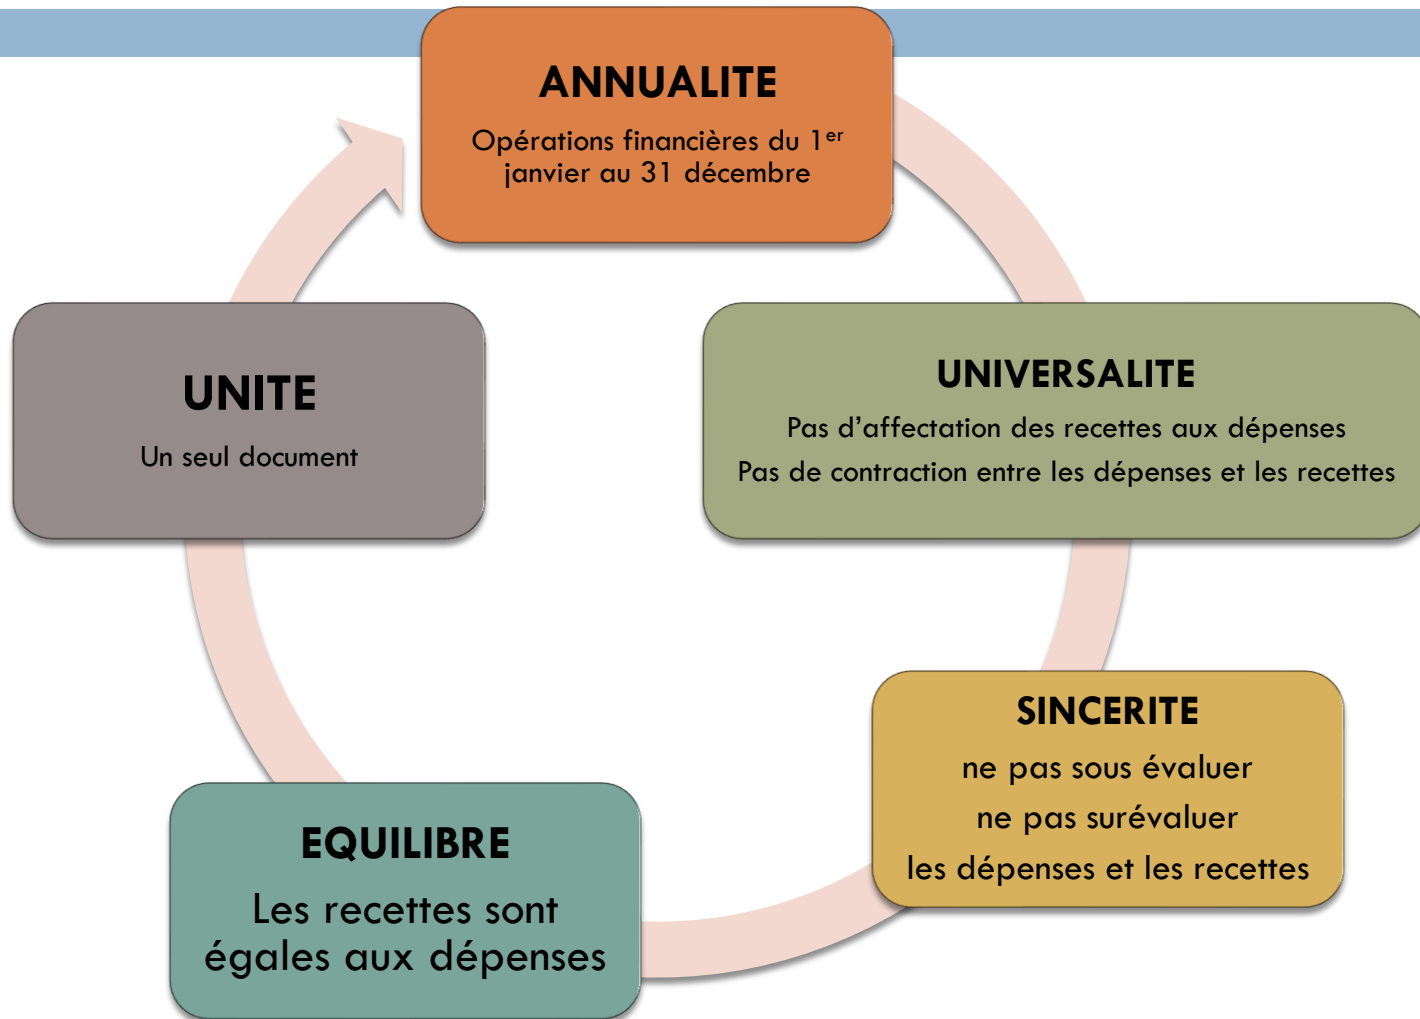 ANNUALITE
Opérations financières du 1er
janvier au 31 décembre
UNIVERSALITE
Pas d’affectation des recettes aux dépenses
Pas de contraction entre les dépenses et les recettes
SINCERITE
ne pas sous évaluer
ne pas surévaluer
les dépenses et les recettes
EQUILIBRE
Les recettes sont
égales aux dépenses
UNITE
Un seul document